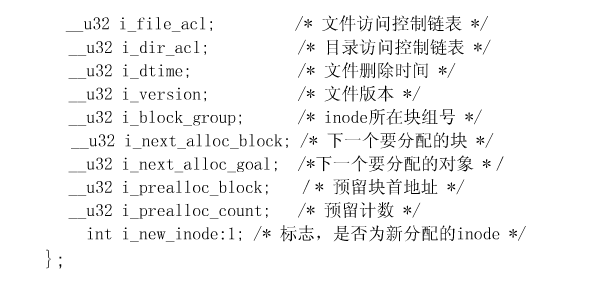 __u32 i_file_acl; /* 文件访问控制链表 */
__u32 i_dir_acl; /* 目录访问控制链表 */
__u32 i_dtime; /* 文件删除时间 */
__u32 i_version; /* 文件版本 */
__u32 i_block_group; /* inode所在块组号 */
__u32 i_next_alloc_block; /* 下一个要分配的块 */
__u32 i_next_alloc_goal; /*下一个要分配的对象 * /
__u32 i_prealloc_block; / * 预留块首地址 */
__u32 i_prealloc_count; /* 预留计数 */
int i_new_inode:1; /* 标志，是否为新分配的inode */
};